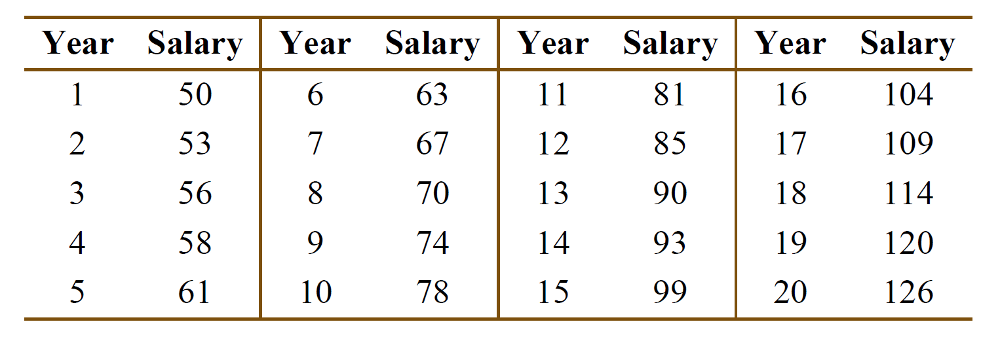 Year Salary Year Salary Year Salary Year Salary
1 50 6 63 11 81 16 104
2 53 7 67 12 85 17 109
3 56 8 70 13 90 18 114
4 58 9 74 14 93 19 120
5 61 10 78 15 99 20 126